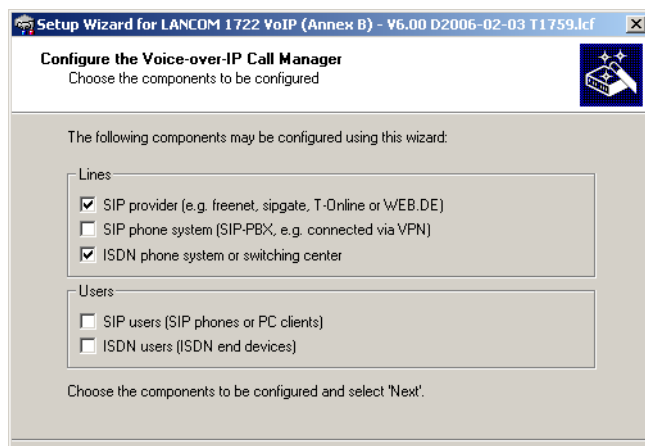 Setup Wizard for LANCOM 1722 VoIP (Annex B) - V6.00 D2006-02-03 T1759.lcf
Configure the Voice-over-IP Call Manager
Choose the components to be configured
The following components may be configured using this wizard:
Lines
SIP provider (e.g. freenet, sipgate, T-Online or WEB.DE)
SIP phone system (SIP-PBX, e.g. connected via VPN)
ISDN phone system or switching center
Users
SIP users (SIP phones or PC clients)
ISDN users (ISDN end devices)
Choose the components to be configured and select 'Next'.